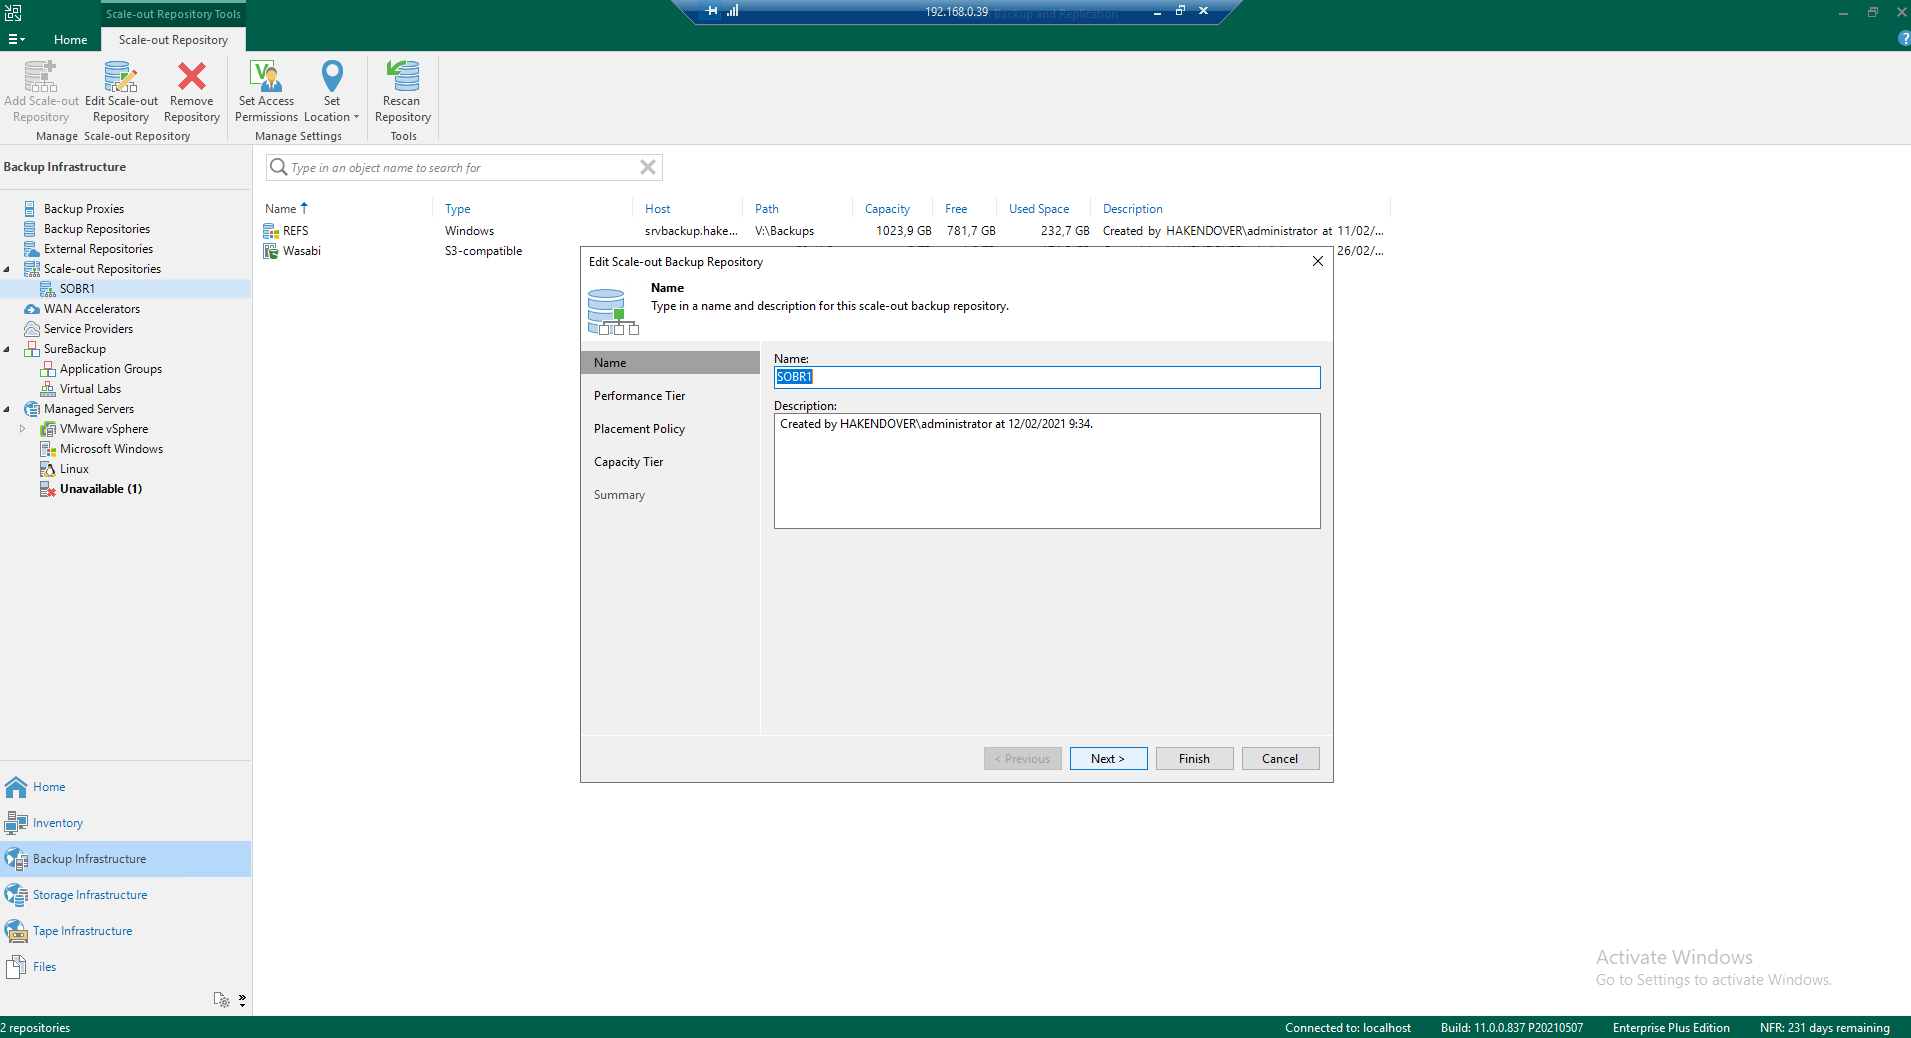 Scale-out Repository Tools
192.168.0.39
Backup and Replication
Home
Scale-out Repository
Add Scale-out Repository
Edit Scale-out Repository
Remove Repository
Set Access Permissions
Set Location
Rescan Repository
Manage Scale-out Repository
Manage Settings
Tools
Backup Infrastructure
Type in an object name to search for
Backup Proxies
Backup Repositories
External Repositories
Scale-out Repositories
SOBR1
WAN Accelerators
Service Providers
SureBackup
Application Groups
Virtual Labs
Managed Servers
VMware vSphere
Microsoft Windows
Linux
Unavailable (1)
Name Type Host Path Capacity Free Used Space Description
REFS Windows srvbackup.hake... V:\Backups 1023,9 GB 781,7 GB 232,7 GB Created by HAKENDOVER\administrator at 11/02/...
Wasabi S3-compatible 26/02/...
Edit Scale-out Backup Repository
Name
Type in a name and description for this scale-out backup repository.
Name
Performance Tier
Placement Policy
Capacity Tier
Summary
Name:
SOBR1
Description:
Created by HAKENDOVER\administrator at 12/02/2021 9:34.
< Previous
Next >
Finish
Cancel
Home
Inventory
Backup Infrastructure
Storage Infrastructure
Tape Infrastructure
Files
Activate Windows
Go to Settings to activate Windows.
2 repositories
Connected to: localhost
Build: 11.0.0.837 P20210507
Enterprise Plus Edition
NFR: 231 days remaining